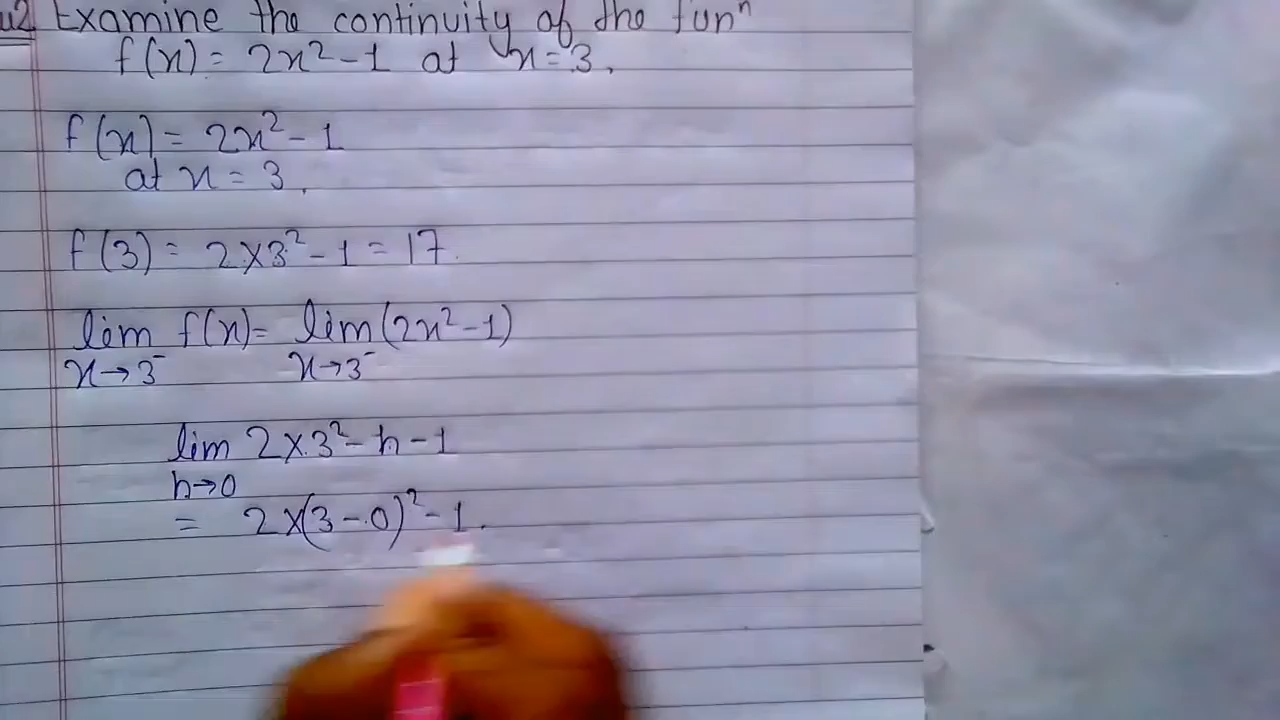 Examine the continuity of the funⁿ
f(x) = 2x² - 1 at x = 3.
f(x) = 2x² - 1
at x = 3.
f(3) = 2×3² - 1 = 17.
lim f(x) = lim (2x² - 1)
x→3⁻ x→3⁻
lim 2×3² - h - 1
h→0
= 2×(3-0)² - 1.